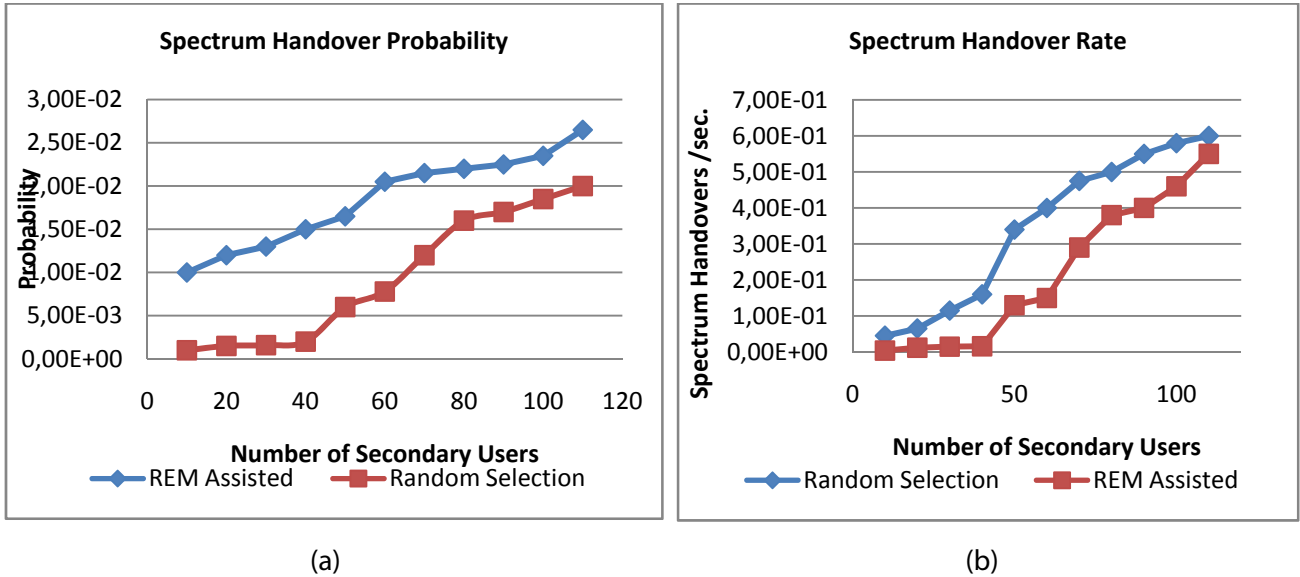 Spectrum Handover Probability
3,00E-02
2,50E-02
2,00E-02
1,50E-02
1,00E-02
5,00E-03
0,00E+00
Probability
0 20 40 60 80 100 120
Number of Secondary Users
REM Assisted Random Selection
(a)
Spectrum Handover Rate
7,00E-01
6,00E-01
5,00E-01
4,00E-01
3,00E-01
2,00E-01
1,00E-01
0,00E+00
Spectrum Handovers /sec.
0 50 100
Number of Secondary Users
Random Selection REM Assisted
(b)